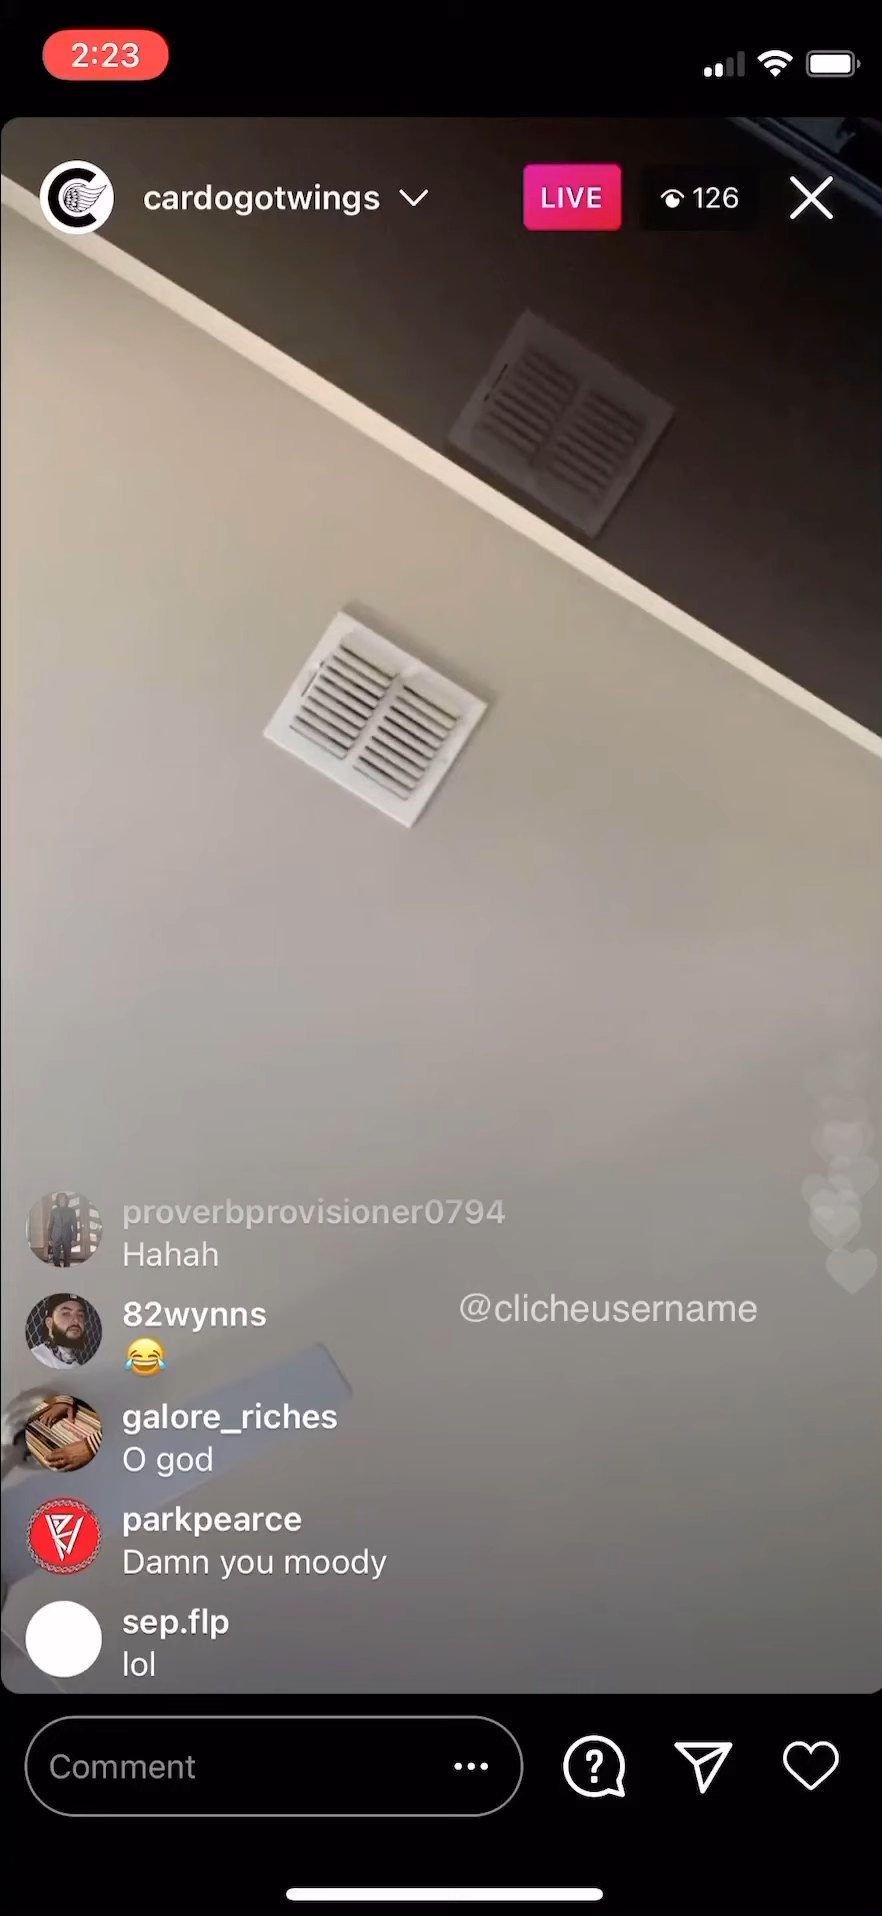 2:23
cardogotwings
LIVE
126
proverbprovisioner0794
Hahah
82wynns
😂
@clicheusername
galore_riches
O god
parkpearce
Damn you moody
sep.flp
lol
Comment